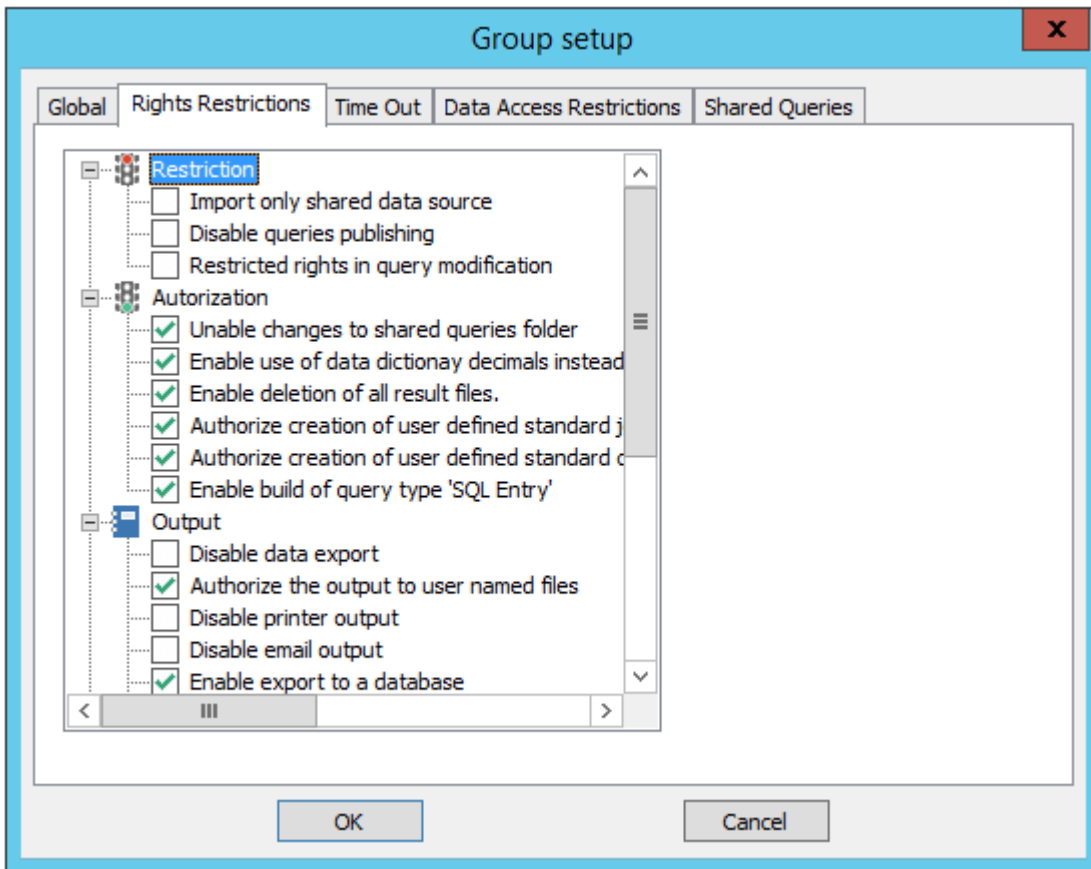 Group setup
x
Global Rights Restrictions Time Out Data Access Restrictions Shared Queries
Restriction
Import only shared data source
Disable queries publishing
Restricted rights in query modification
Autorization
Unable changes to shared queries folder
Enable use of data dictionay decimals instead
Enable deletion of all result files.
Authorize creation of user defined standard j
Authorize creation of user defined standard
Enable build of query type 'SQL Entry'
Output
Disable data export
Authorize the output to user named files
Disable printer output
Disable email output
Enable export to a database
OK Cancel